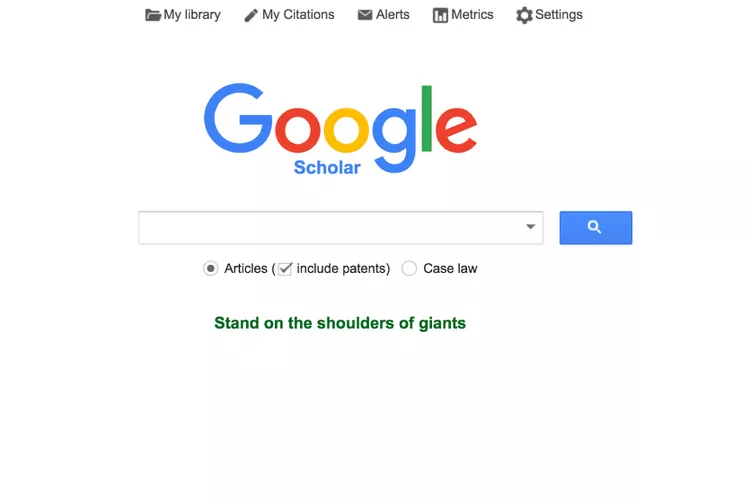 My library My Citations Alerts Metrics Settings
Google
Scholar
Articles (include patents) Case law
Stand on the shoulders of giants